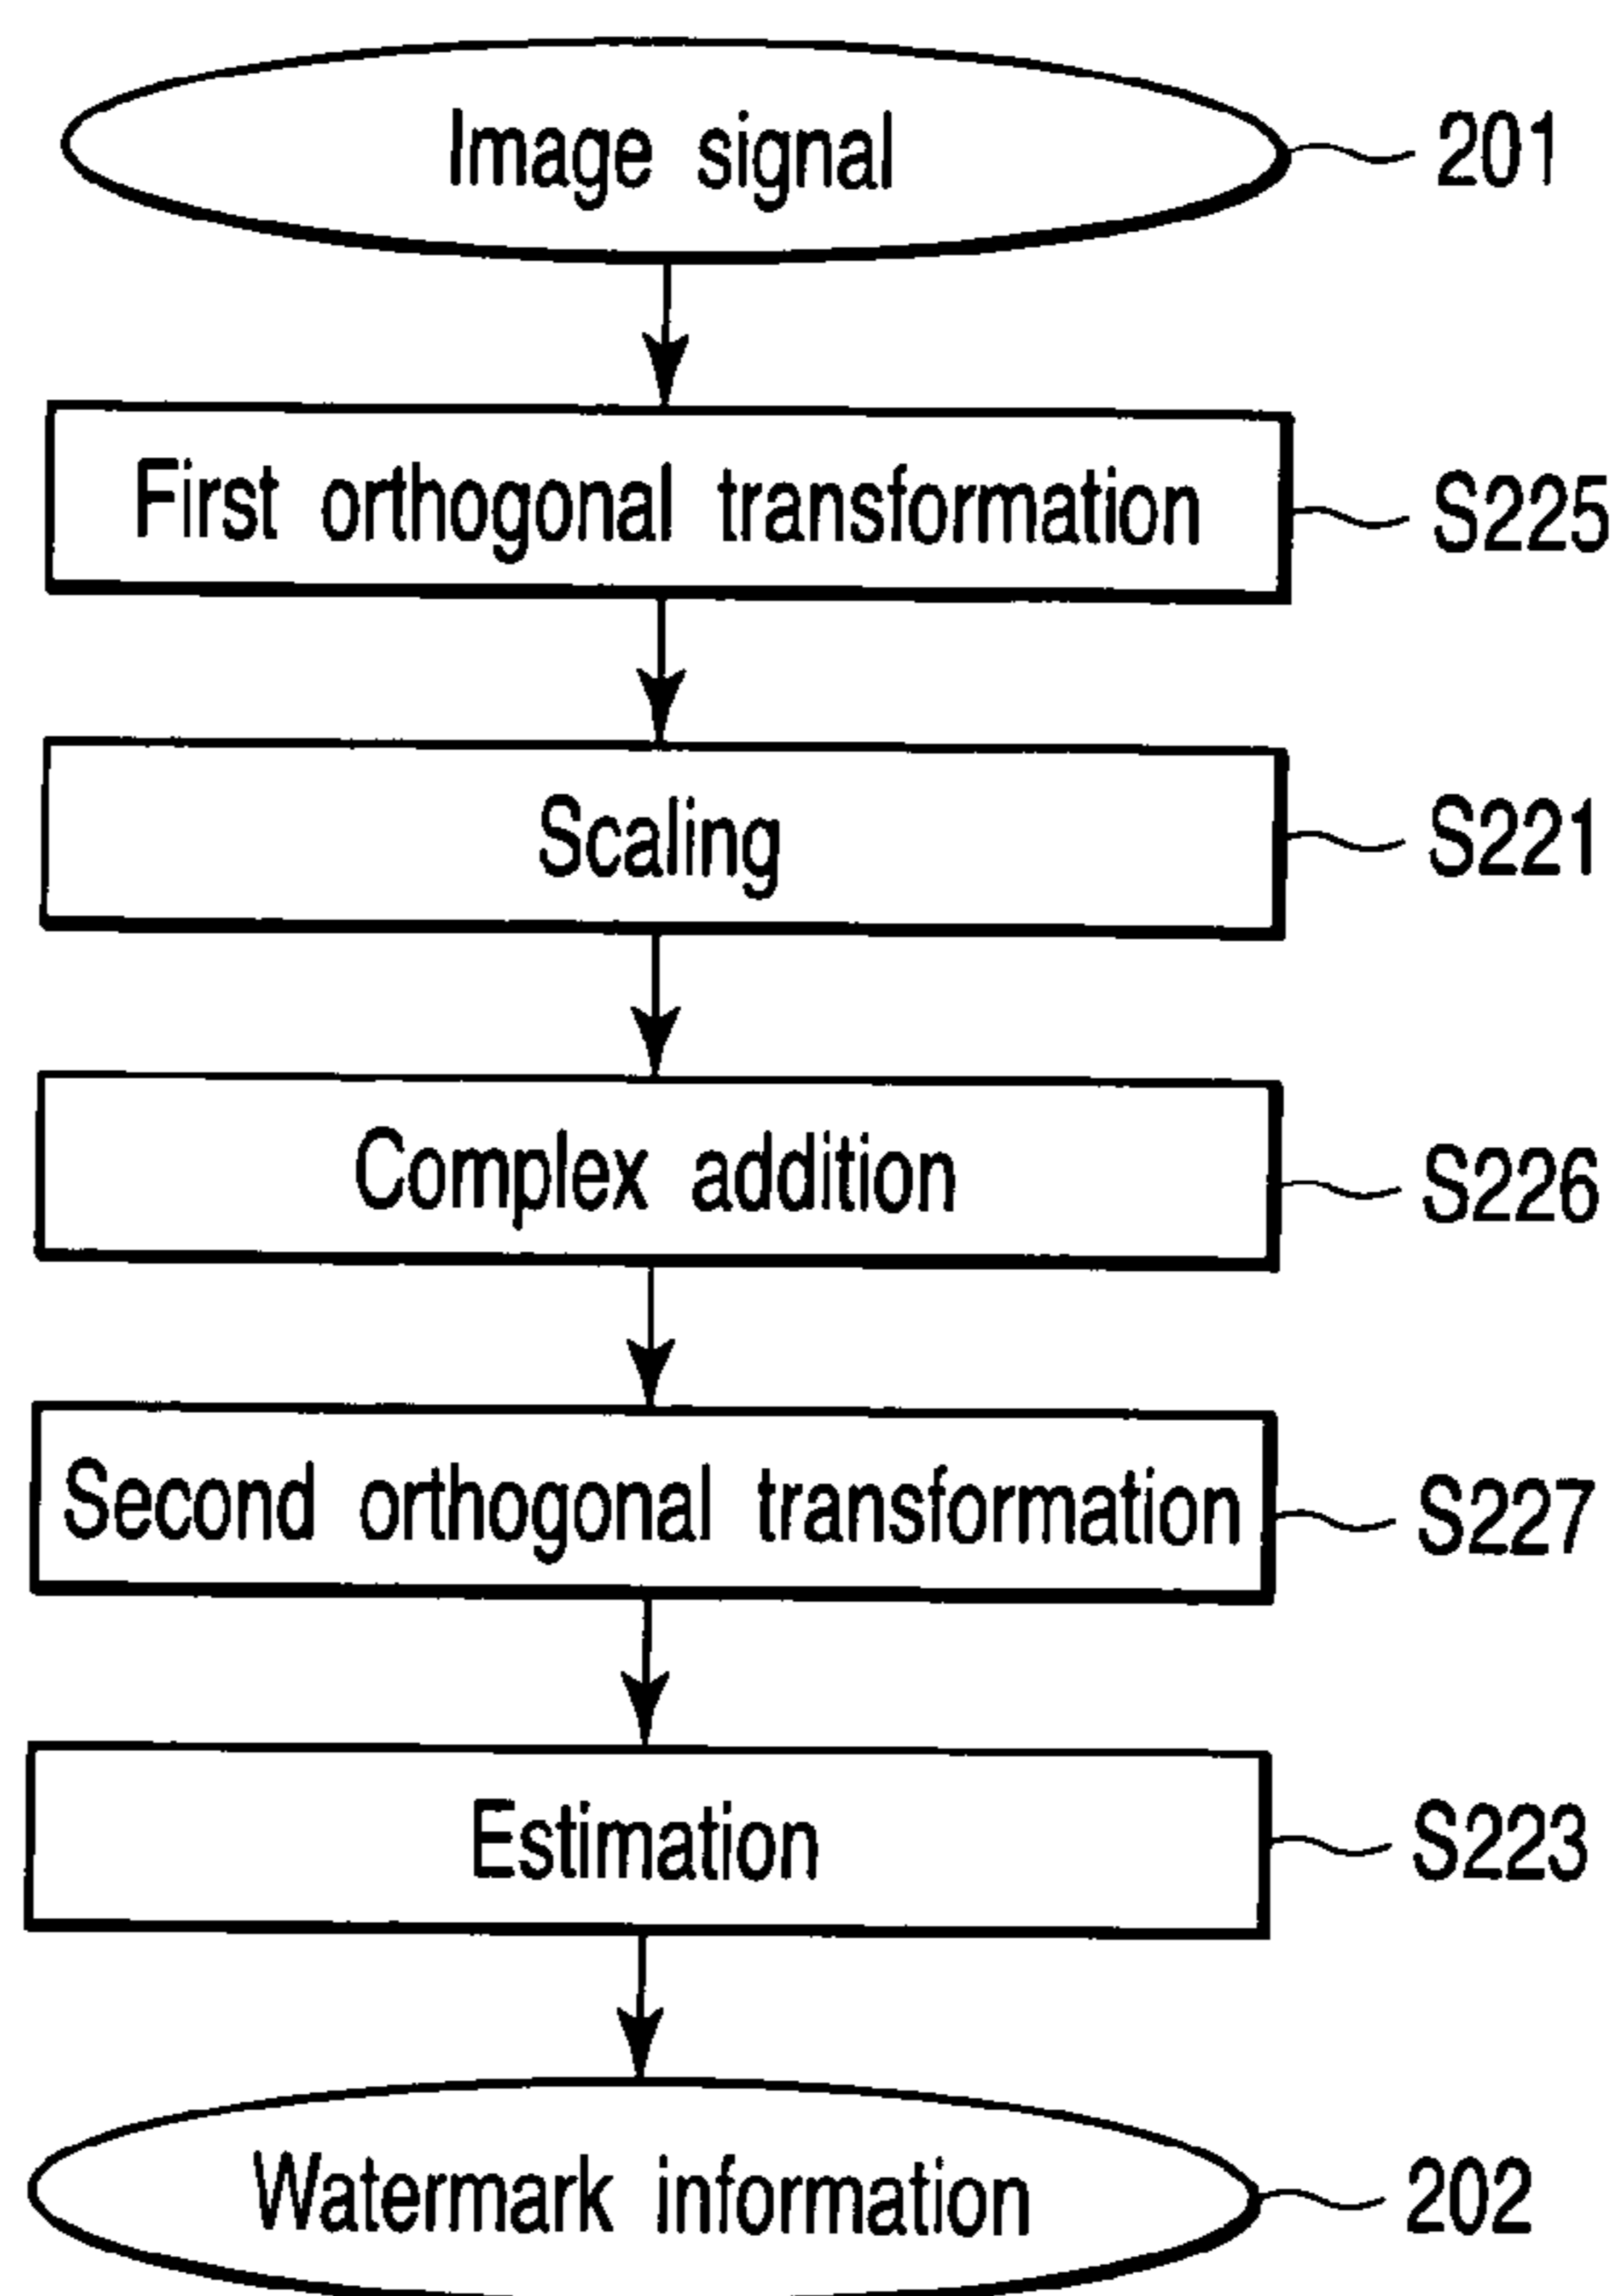 Image signal 201
First orthogonal transformation S225
Scaling S221
Complex addition S226
Second orthogonal transformation S227
Estimation S223
Watermark information 202